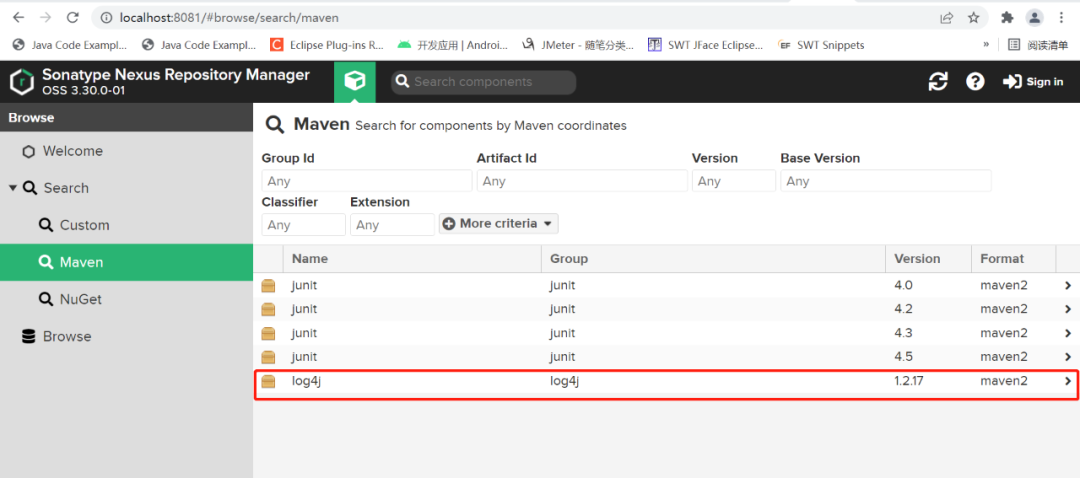 localhost:8081/#browse/search/maven
Java Code Exampl... Java Code Exampl... Eclipse Plug-ins R... 开发应用 | Androi... JMeter - 随笔分类... SWT JFace Eclipse... SWT Snippets » 阅读清单
Sonatype Nexus Repository Manager
OSS 3.30.0-01
Search components
Sign in
Browse
Welcome
Search
Custom
Maven
NuGet
Browse
Maven Search for components by Maven coordinates
Group Id Artifact Id Version Base Version
Any Any Any Any
Classifier Extension
Any Any More criteria
Name Group Version Format
junit junit 4.0 maven2
junit junit 4.2 maven2
junit junit 4.3 maven2
junit junit 4.5 maven2
log4j log4j 1.2.17 maven2